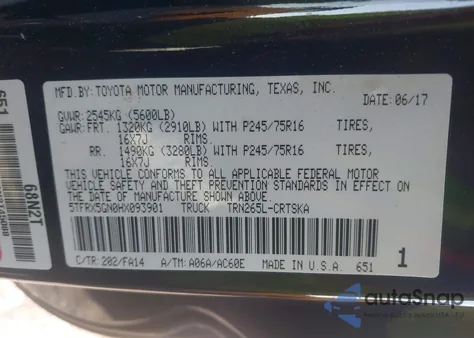 MFD.BY:TOYOTA MOTOR MANUFACTURING, TEXAS, INC.
DATE: 06/17
GVWR: 2545KG (5600LB)
GAWR:FRT. 1320KG (2910LB) WITH P245/75R16 TIRES,
16X7J RIMS.
RR. 1490KG (3280LB) WITH P245/75R16 TIRES,
16X7J RIMS.
THIS VEHICLE CONFORMS TO ALL APPLICABLE FEDERAL MOTOR
VEHICLE SAFETY AND THEFT PREVENTION STANDARDS IN EFFECT ON
THE DATE OF MANUFACTURE SHOWN ABOVE.
5TFRX5GN0HX093901 TRUCK TRN265L-CRTSKA
C/TR:202/FA14 A/TM:A06A/AC60E MADE IN U.S.A. 651
1
651
6842T
autoSnap